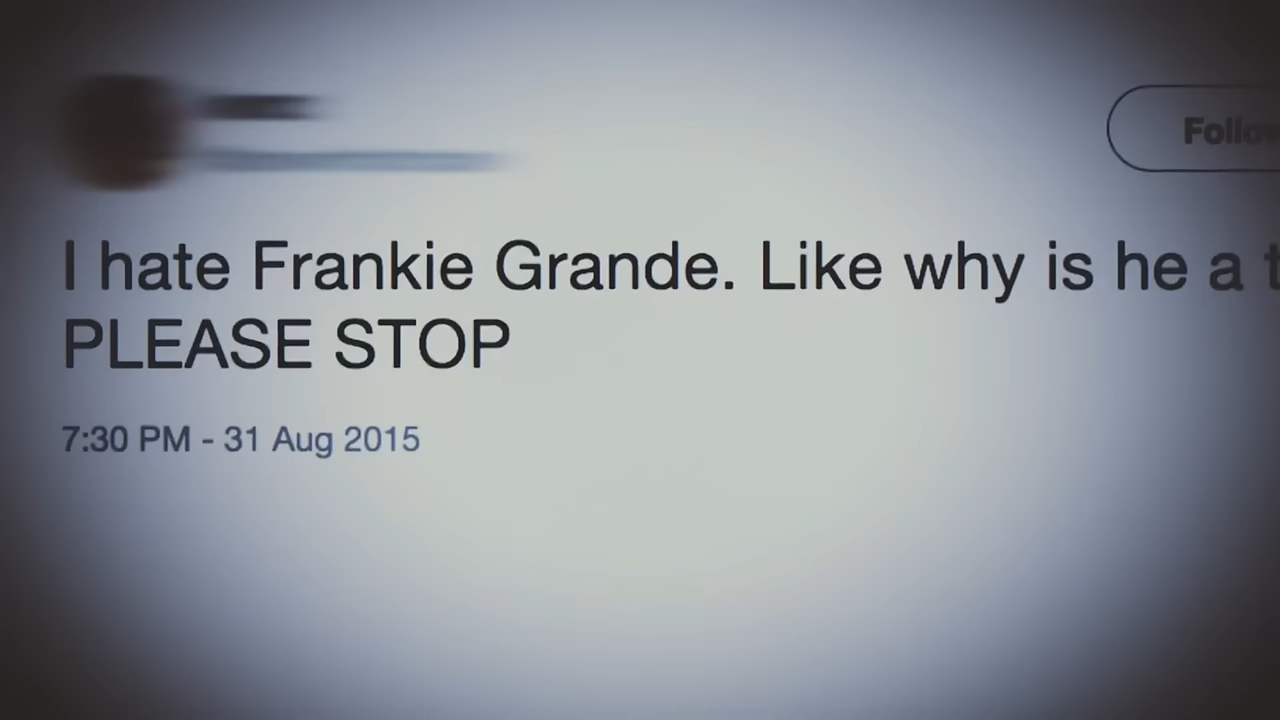 Follo
I hate Frankie Grande. Like why is he a
PLEASE STOP
7:30 PM - 31 Aug 2015